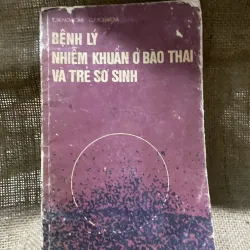 BỆNH LÝ
NHIỄM KHUẨN Ở BÀO THAI
VÀ TRẺ SƠ SINH